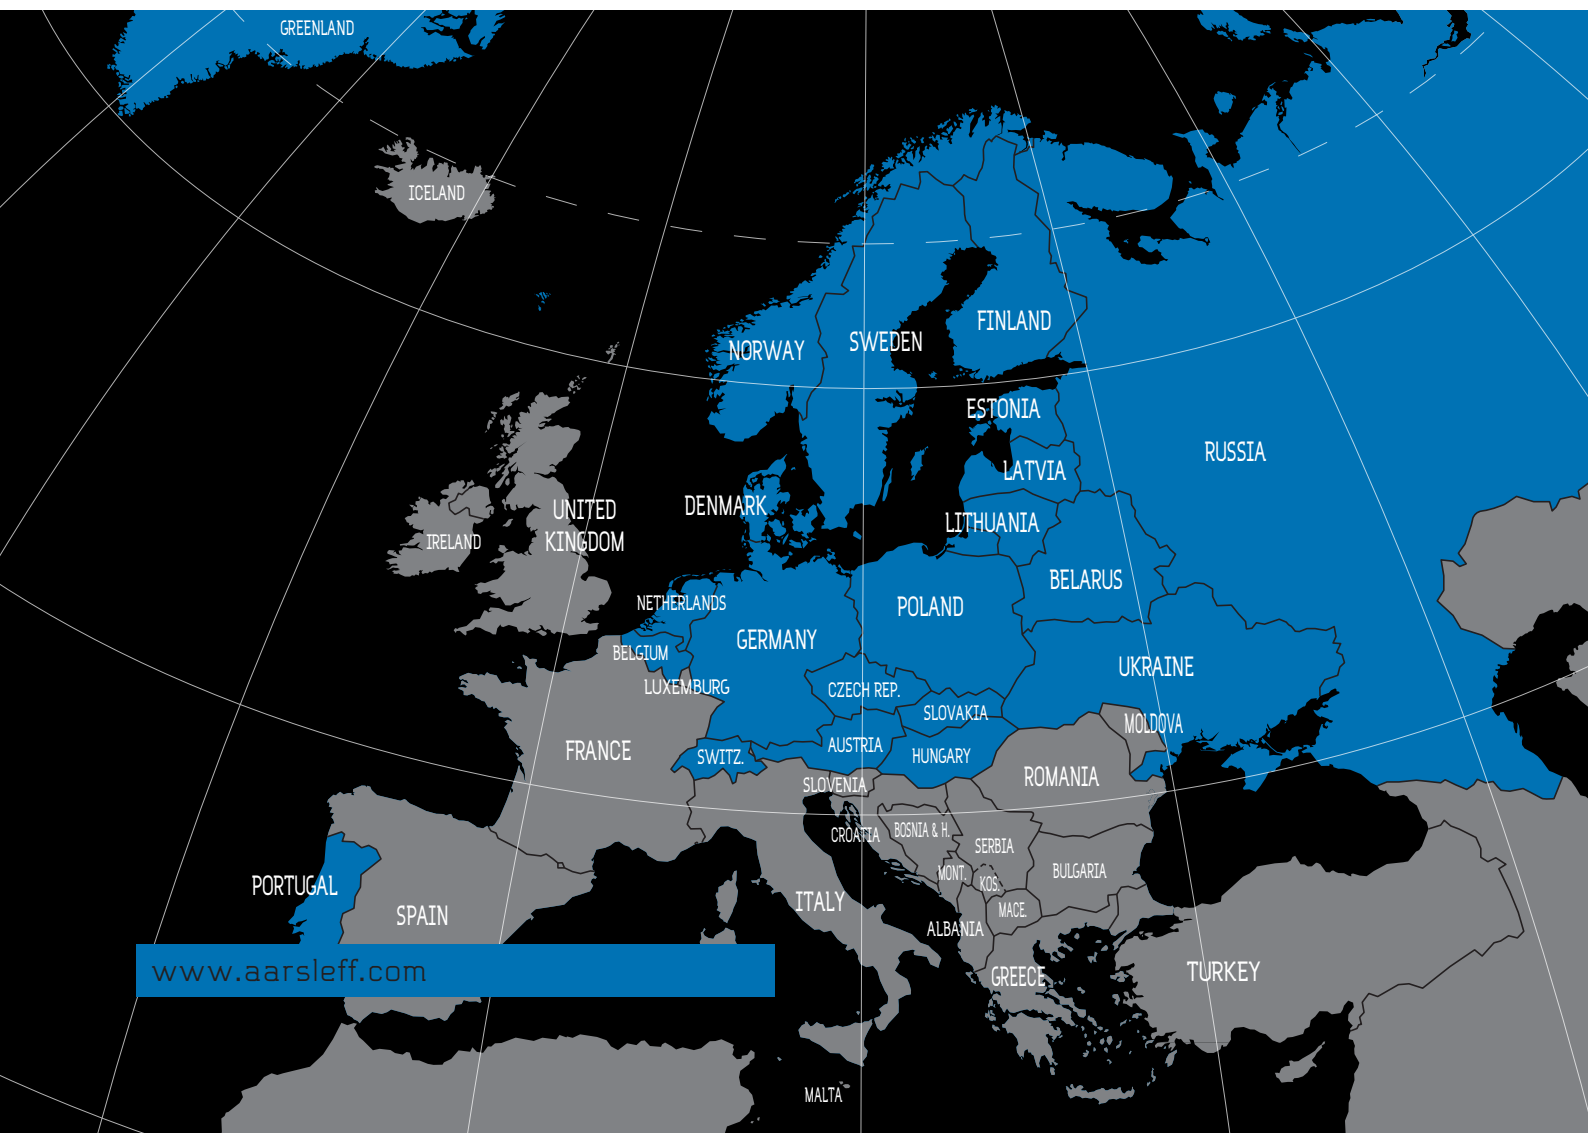 GREENLAND
ICELAND
FINLAND
NORWAY
SWEDEN
ESTONIA
RUSSIA
LATVIA
DENMARK
UNITED
KINGDOM
LITHUANIA
IRELAND
BELARUS
NETHERLANDS
POLAND
GERMANY
BELGIUM
UKRAINE
LUXEMBURG
CZECH REP.
SLOVAKIA
MOLDOVA
FRANCE
SWITZ.
AUSTRIA
HUNGARY
ROMANIA
SLOVENIA
CROATIA
BOSNIA & H.
SERBIA
MONT.
KOS.
BULGARIA
PORTUGAL
SPAIN
ITALY
MACE.
ALBANIA
www.aarsleff.com
GREECE
TURKEY
MALTA